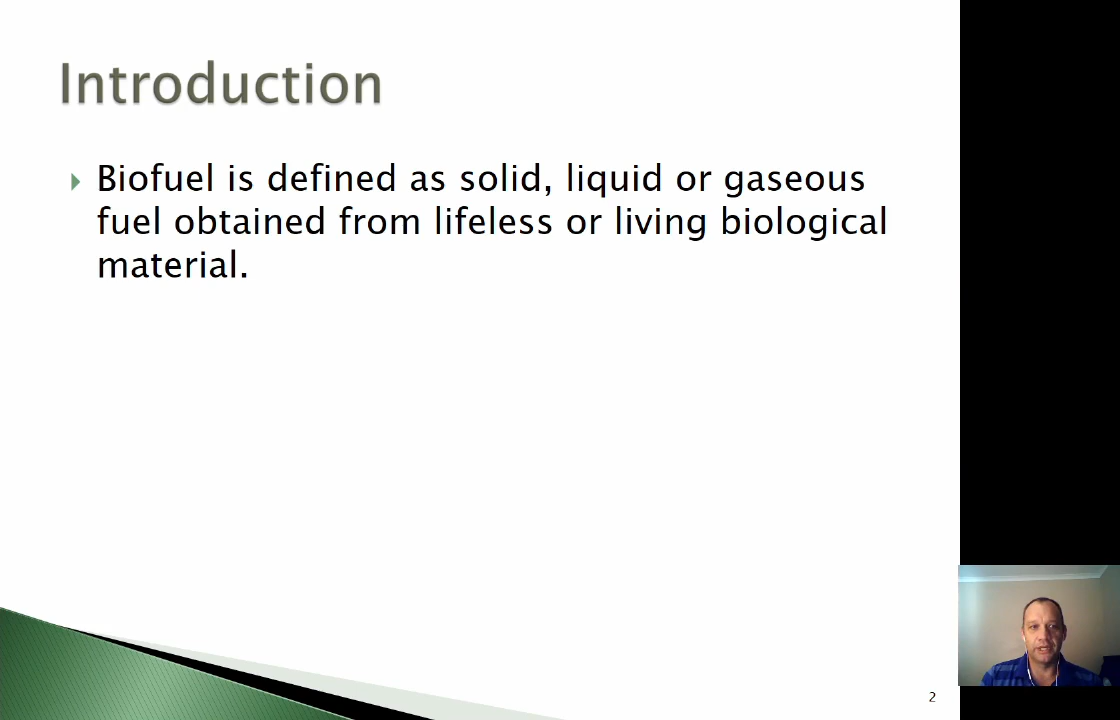 Introduction
Biofuel is defined as solid, liquid or gaseous
fuel obtained from lifeless or living biological
material.
2